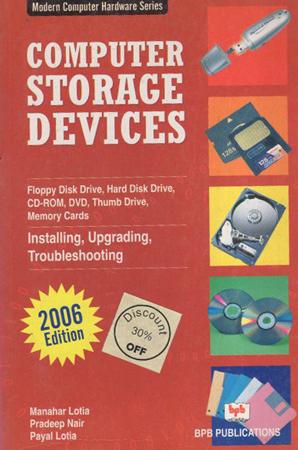 Modern Computer Hardware Series
COMPUTER
STORAGE
DEVICES
Floppy Disk Drive, Hard Disk Drive,
CD-ROM, DVD, Thumb Drive,
Memory Cards
Installing, Upgrading,
Troubleshooting
2006
Edition
Discount
30%
OFF
Manahar Lotia
Pradeep Nair
Payal Lotia
bpb
BPB PUBLICATIONS